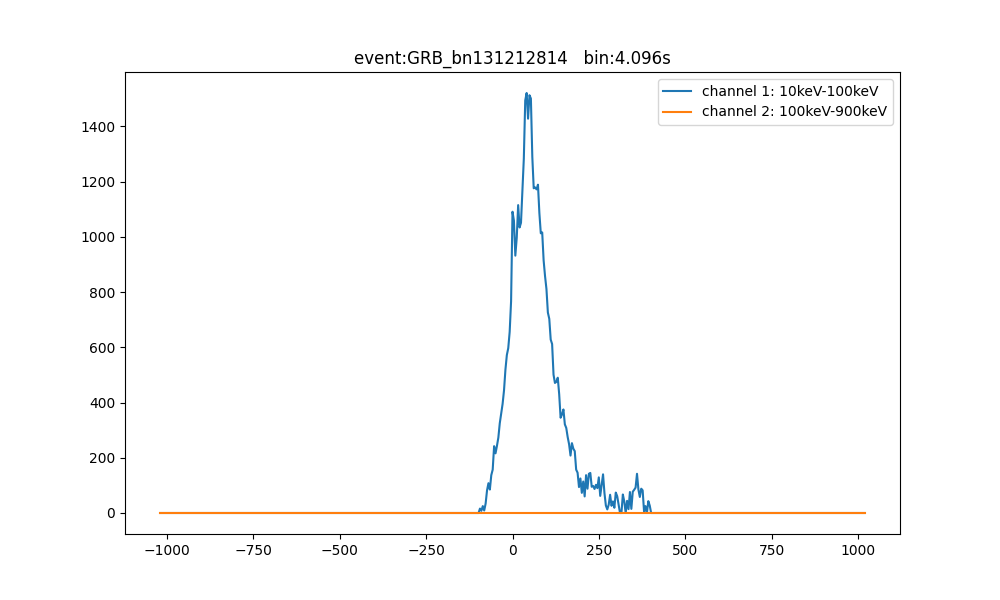 event:GRB_bn131212814   bin:4.096s
channel 1: 10keV-100keV
channel 2: 100keV-900keV
1400
1200
1000
800
600
400
200
0
−1000 −750 −500 −250 0 250 500 750 1000